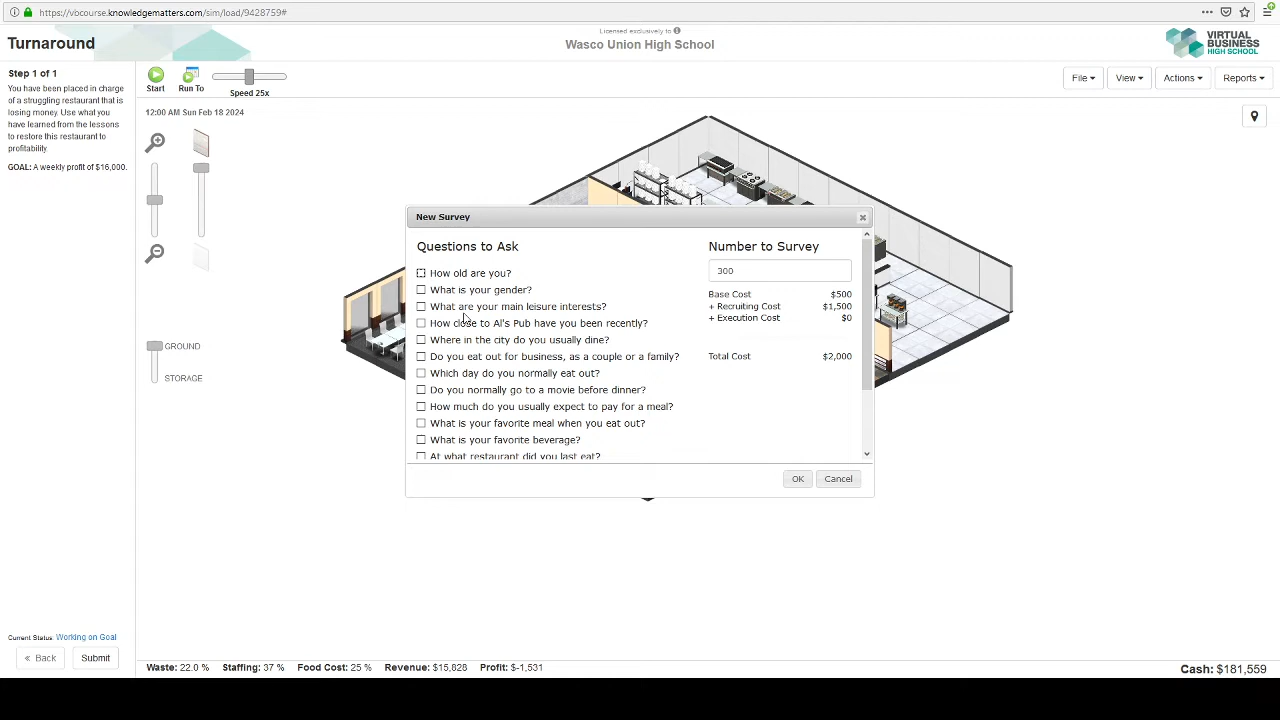 https://vbcourse.knowledgematters.com/sim/load/9428759#
Turnaround
Licensed exclusively to
Wasco Union High School
VIRTUAL
BUSINESS
HIGH SCHOOL
Step 1 of 1
You have been placed in charge
of a struggling restaurant that is
losing money. Use what you
have learned from the lessons
to restore this restaurant to
profitability.
GOAL: A weekly profit of $16,000.
Start
Run To
Speed 25x
File
View
Actions
Reports
12:00 AM Sun Feb 18 2024
GROUND
STORAGE
New Survey
Questions to Ask
How old are you?
What is your gender?
What are your main leisure interests?
How close to Al's Pub have you been recently?
Where in the city do you usually dine?
Do you eat out for business, as a couple or a family?
Which day do you normally eat out?
Do you normally go to a movie before dinner?
How much do you usually expect to pay for a meal?
What is your favorite meal when you eat out?
What is your favorite beverage?
At what restaurant did you last eat?
Number to Survey
300
Base Cost $500
+ Recruiting Cost $1,500
+ Execution Cost $0
Total Cost $2,000
OK
Cancel
Current Status: Working on Goal
« Back
Submit
Waste: 22.0 % Staffing: 37 % Food Cost: 25 % Revenue: $15,828 Profit: $-1,531
Cash: $181,559